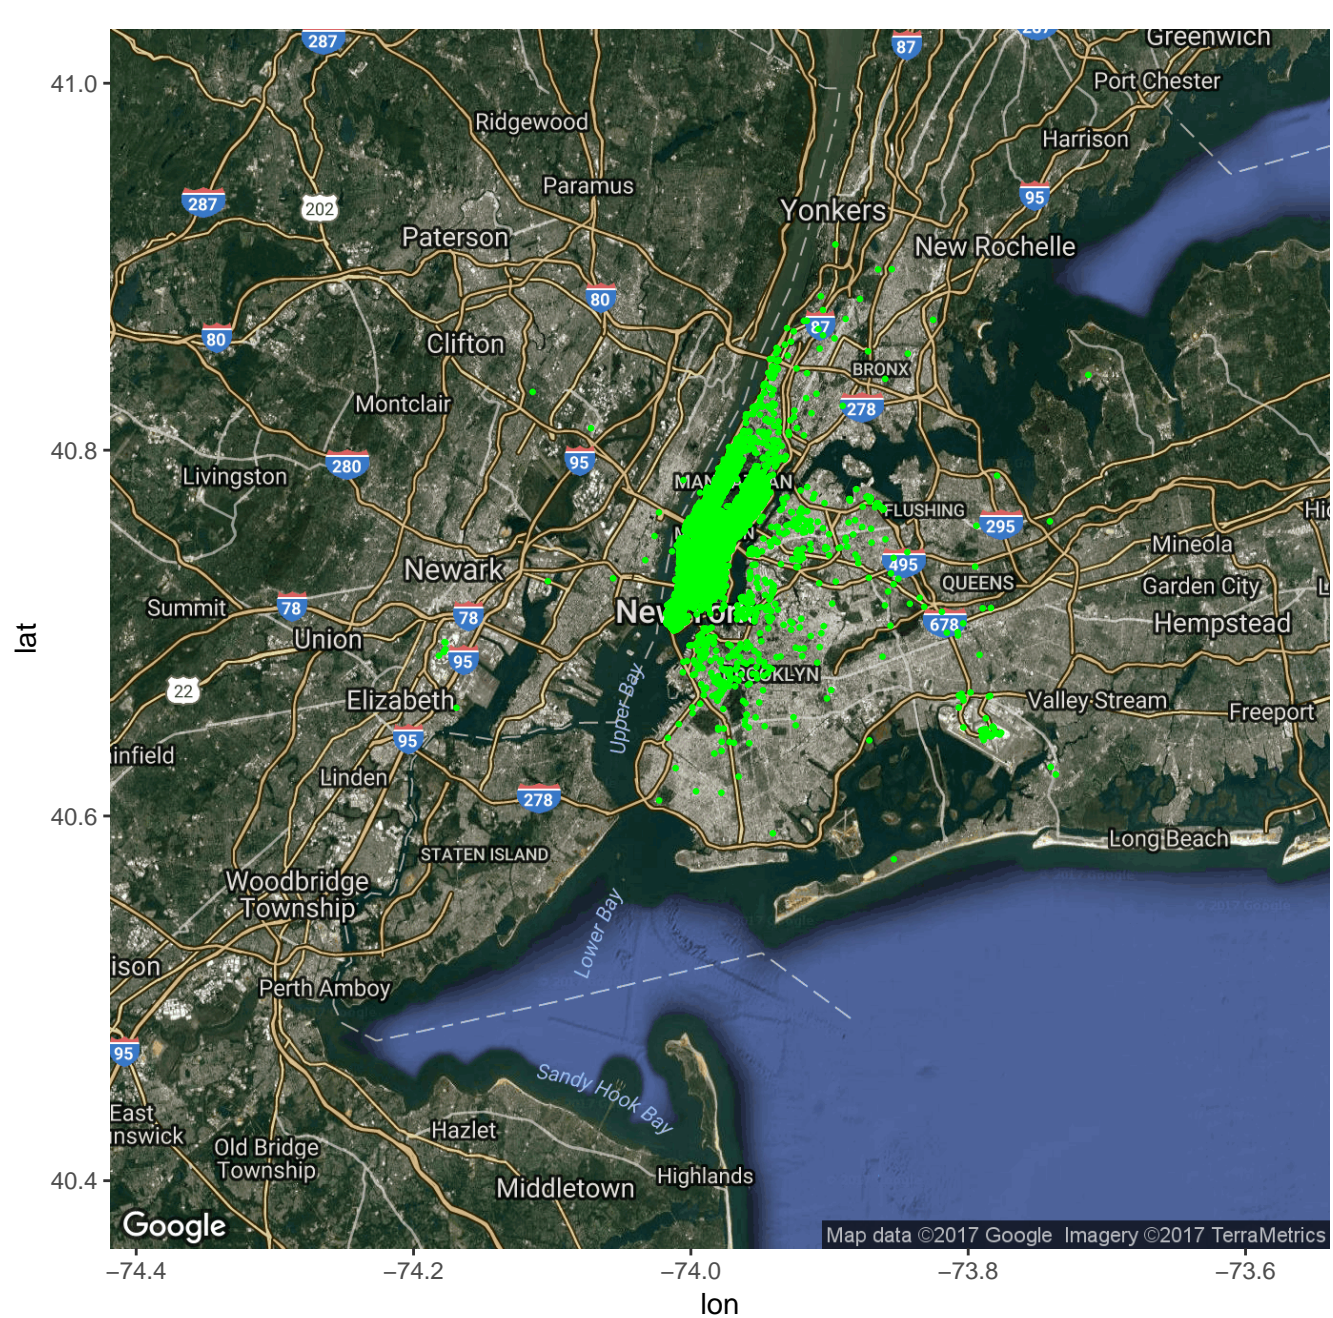 287
87
Greenwich
41.0
Port Chester
Ridgewood
Harrison
Paramus
287
202
95
Yonkers
Paterson
New Rochelle
80
87
80
Clifton
BRONX
Montclair
278
40.8
280
95
Livingston
FLUSHING
295
Mineola
495
Newark
QUEENS
Garden City
Summit
78
78
678
Hempstead
Union
95
BROOKLYN
22
Elizabeth
Valley Stream
Freeport
Upper Bay
95
infield
Linden
278
40.6
Long Beach
STATEN ISLAND
Woodbridge
Township
Lower Bay
ison
Perth Amboy
95
Sandy Hook Bay
East
unswick
Hazlet
Old Bridge
Township
Highlands
40.4
Middletown
Google
Map data ©2017 Google Imagery ©2017 TerraMetrics
−74.4
−74.2
−74.0
−73.8
−73.6
lon
lat